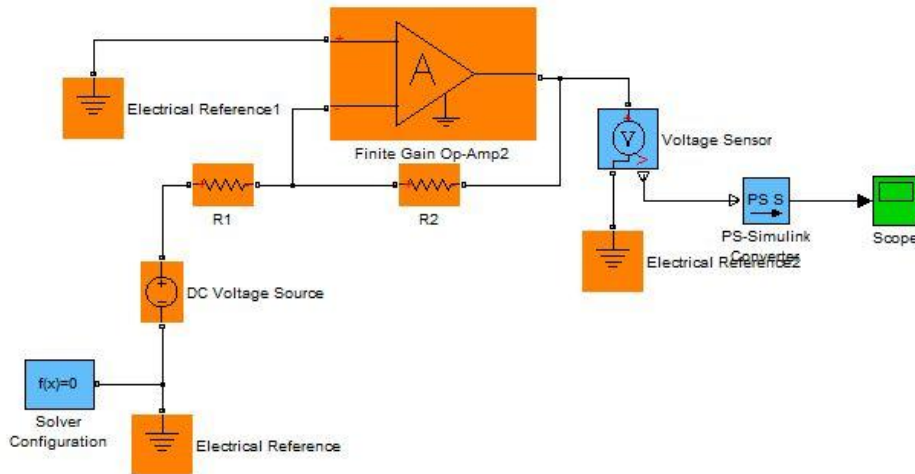 +
A
-
Electrical Reference1
Finite Gain Op-Amp2
V
Voltage Sensor
R1
R2
PS S
PS-Simulink
Converter
Scope
Electrical Reference2
+
-
DC Voltage Source
f(x)=0
Solver
Configuration
Electrical Reference